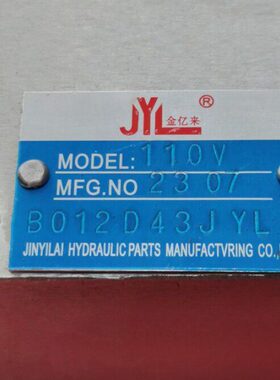 JYL 金亿来 ®
MODEL: 110V
MFG.NO 23 07
B012D43JYL
JINYILAI HYDRAULIC PARTS MANUFACTVRING CO.,